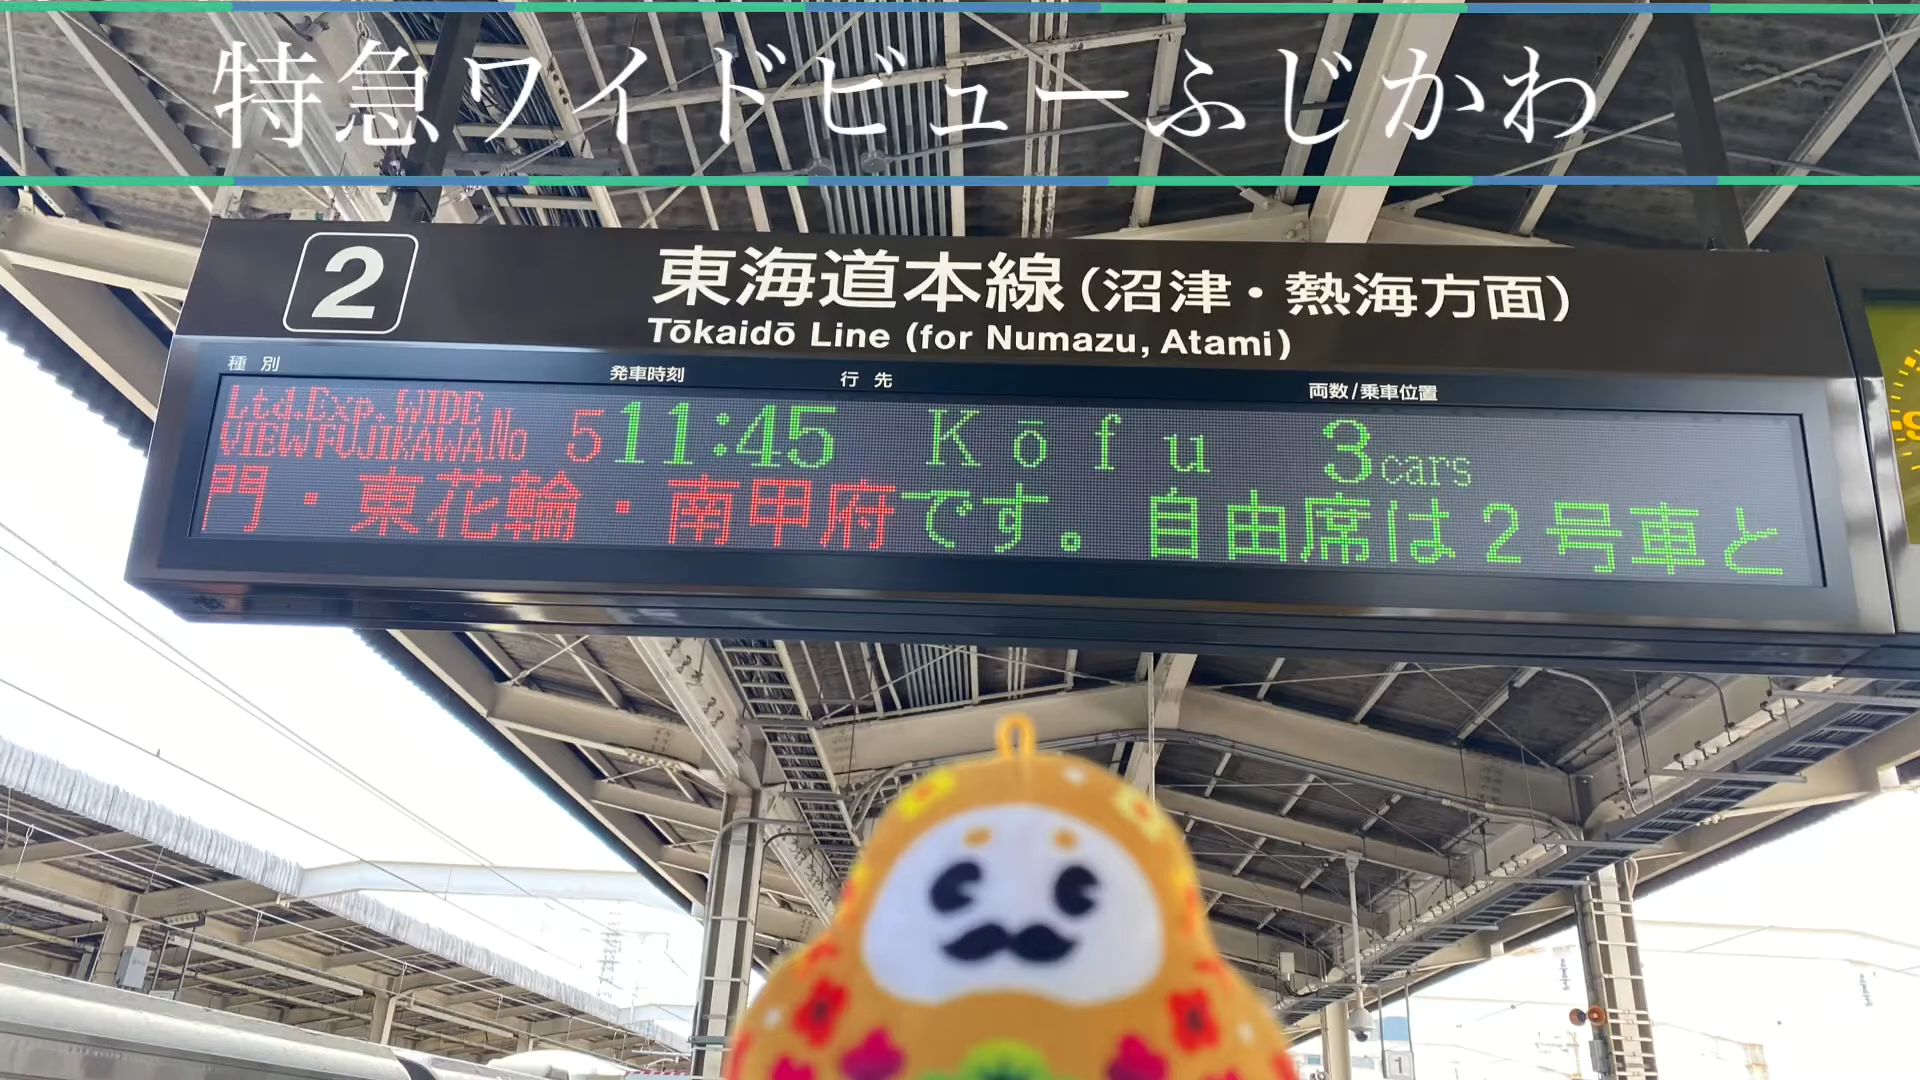 特急ワイドビューふじかわ
2
東海道本線(沼津・熱海方面)
Tōkaidō Line (for Numazu, Atami)
種別 発車時刻 行先 両数/乗車位置
Ltd.Exp.WIDE
VIEWFUJIKAWANo 5 11:45 Kōfu 3cars
門・東花輪・南甲府です。自由席は2号車と
1